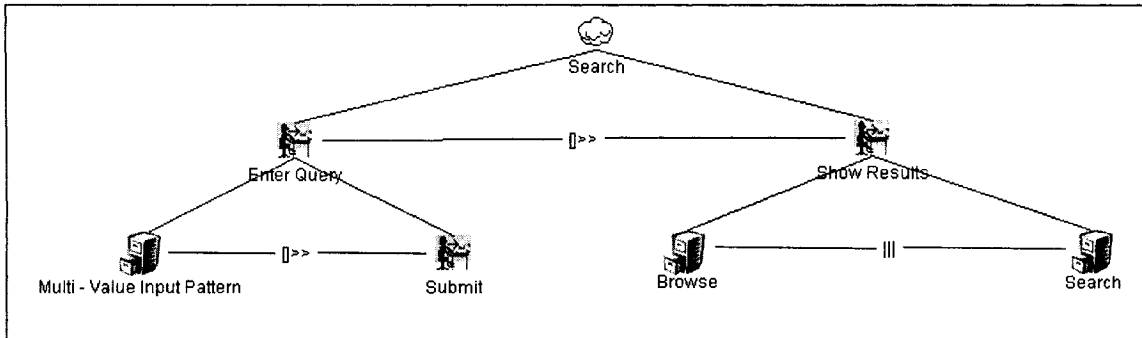 Search
[]>>
Enter Query
Show Results
[]>>
|||
Multi - Value Input Pattern
Submit
Browse
Search